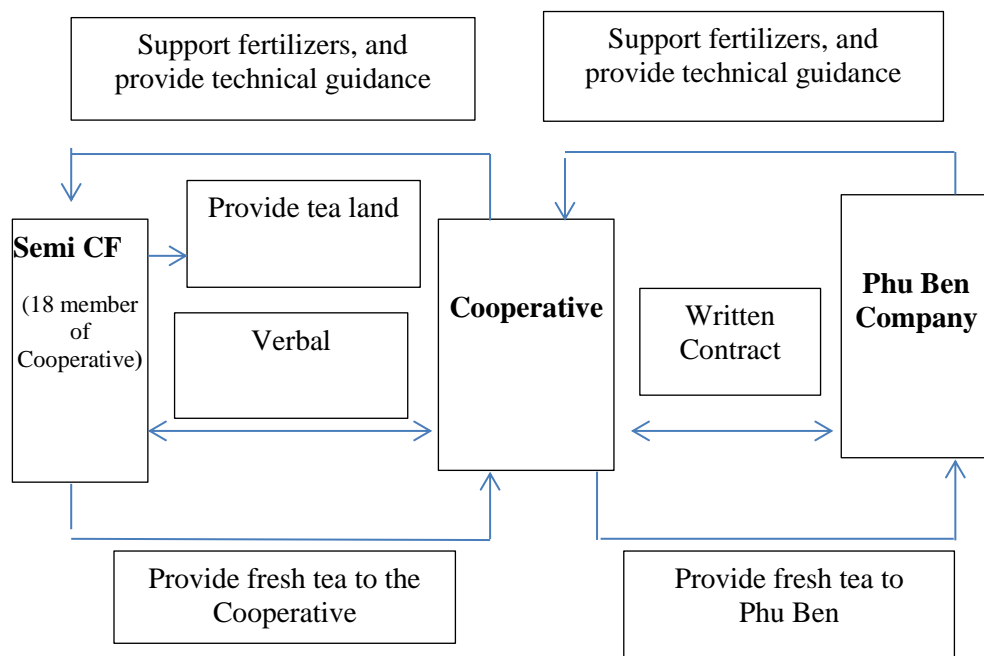 Support fertilizers, and
provide technical guidance
Support fertilizers, and
provide technical guidance
Provide tea land
Semi CF
(18 member
of
Cooperative)
Verbal
Cooperative
Written
Contract
Phu Ben
Company
Provide fresh tea to the
Cooperative
Provide fresh tea to
Phu Ben